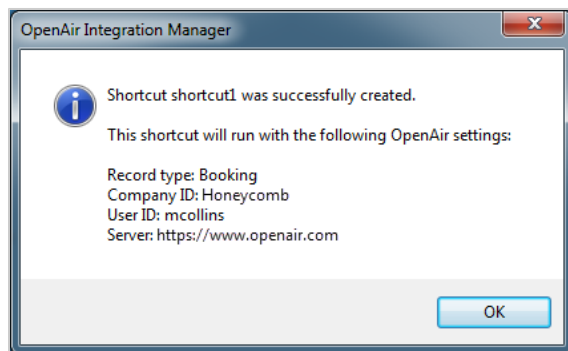 OpenAir Integration Manager
Shortcut shortcut1 was successfully created.
This shortcut will run with the following OpenAir settings:
Record type: Booking
Company ID: Honeycomb
User ID: mcollins
Server: https://www.openair.com
OK